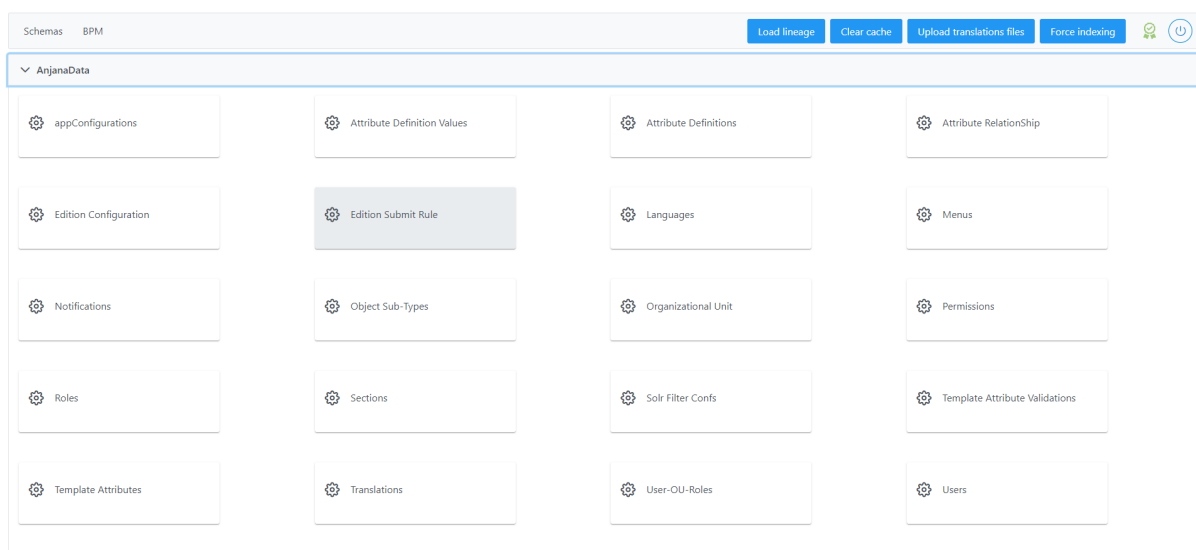 Schemas BPM Load lineage Clear cache Upload translations files Force indexing
AnjanaData
appConfigurations Attribute Definition Values Attribute Definitions Attribute RelationShip
Edition Configuration Edition Submit Rule Languages Menus
Notifications Object Sub-Types Organizational Unit Permissions
Roles Sections Solr Filter Confs Template Attribute Validations
Template Attributes Translations User-OU-Roles Users